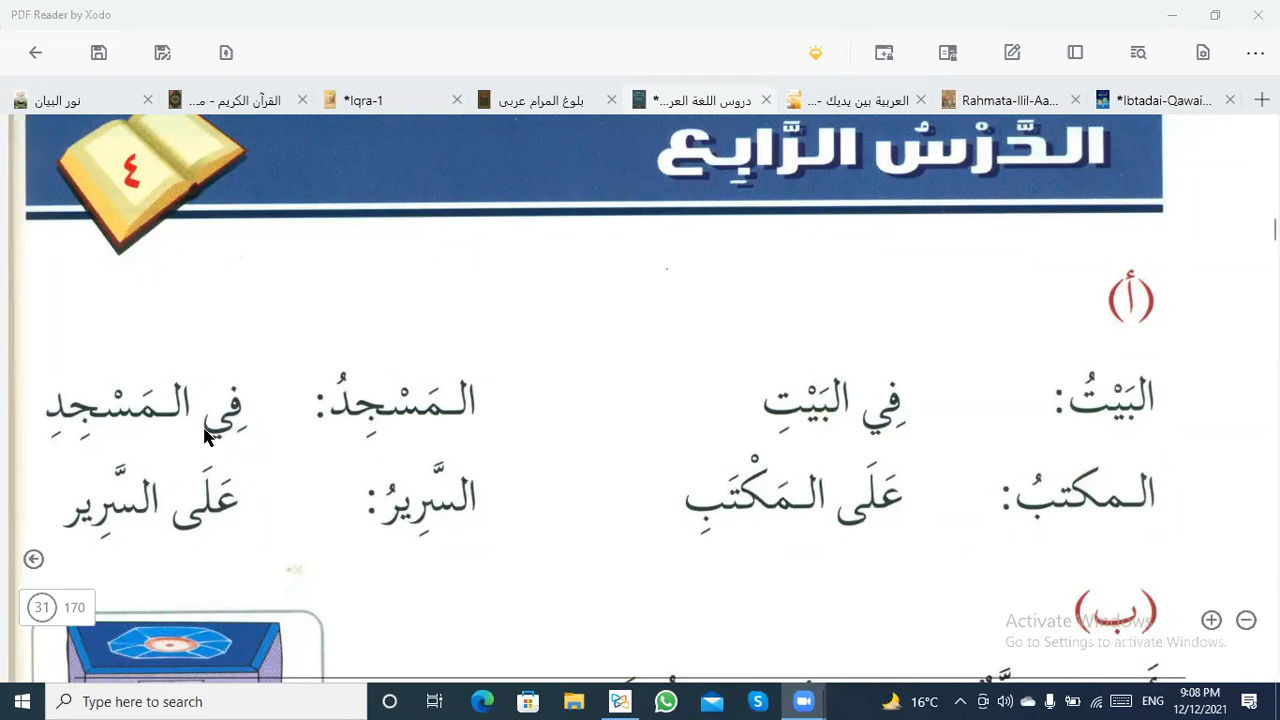 PDF Reader by Xodo
نور البيان
القرآن الكريم - م...
*Iqra-1
بلوغ المرام عربي
دروس اللغة العر...*
العربية بين يديك -...
Rahmata-Illi-Aa...
*Ibtadai-Qawai...
الدَّرْسُ الرَّابِع
٤
(أ)
البَيْتُ: فِي البَيْتِ المَسْجِدُ: فِي المَسْجِدِ
المكتبُ: عَلَى المَكْتَبِ السَّرِيرُ: عَلَى السَّرِير
31 170
(ب)
Activate Windows
Go to Settings to activate Windows.
Type here to search
16°C
ENG
9:08 PM
12/12/2021